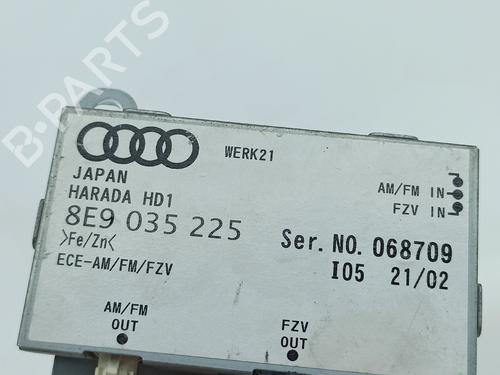 B-PARTS
WERK21
JAPAN
HARADA HD1
8E9 035 225
>Fe/Zn<
ECE-AM/FM/FZV
AM/FM IN
FZV IN
Ser. NO. 068709
I05 21/02
AM/FM
OUT
FZV
OUT